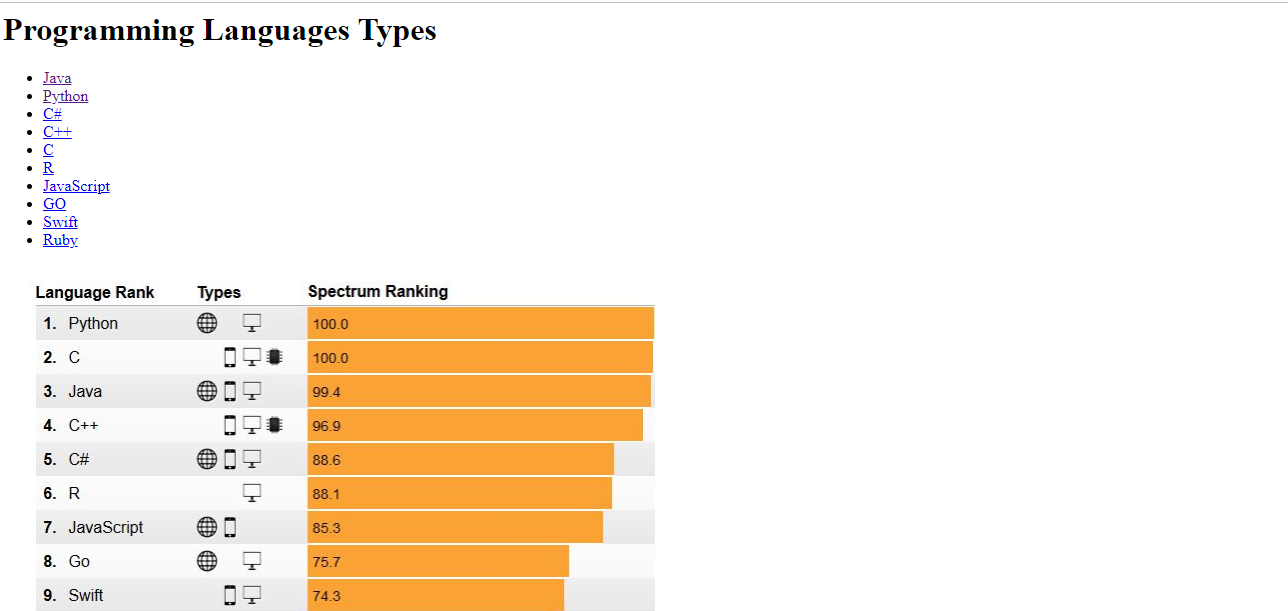 Programming Languages Types
Java
Python
C#
C++
C
R
JavaScript
GO
Swift
Ruby
Language Rank Types Spectrum Ranking
1. Python 100.0
2. C 100.0
3. Java 99.4
4. C++ 96.9
5. C# 88.6
6. R 88.1
7. JavaScript 85.3
8. Go 75.7
9. Swift 74.3